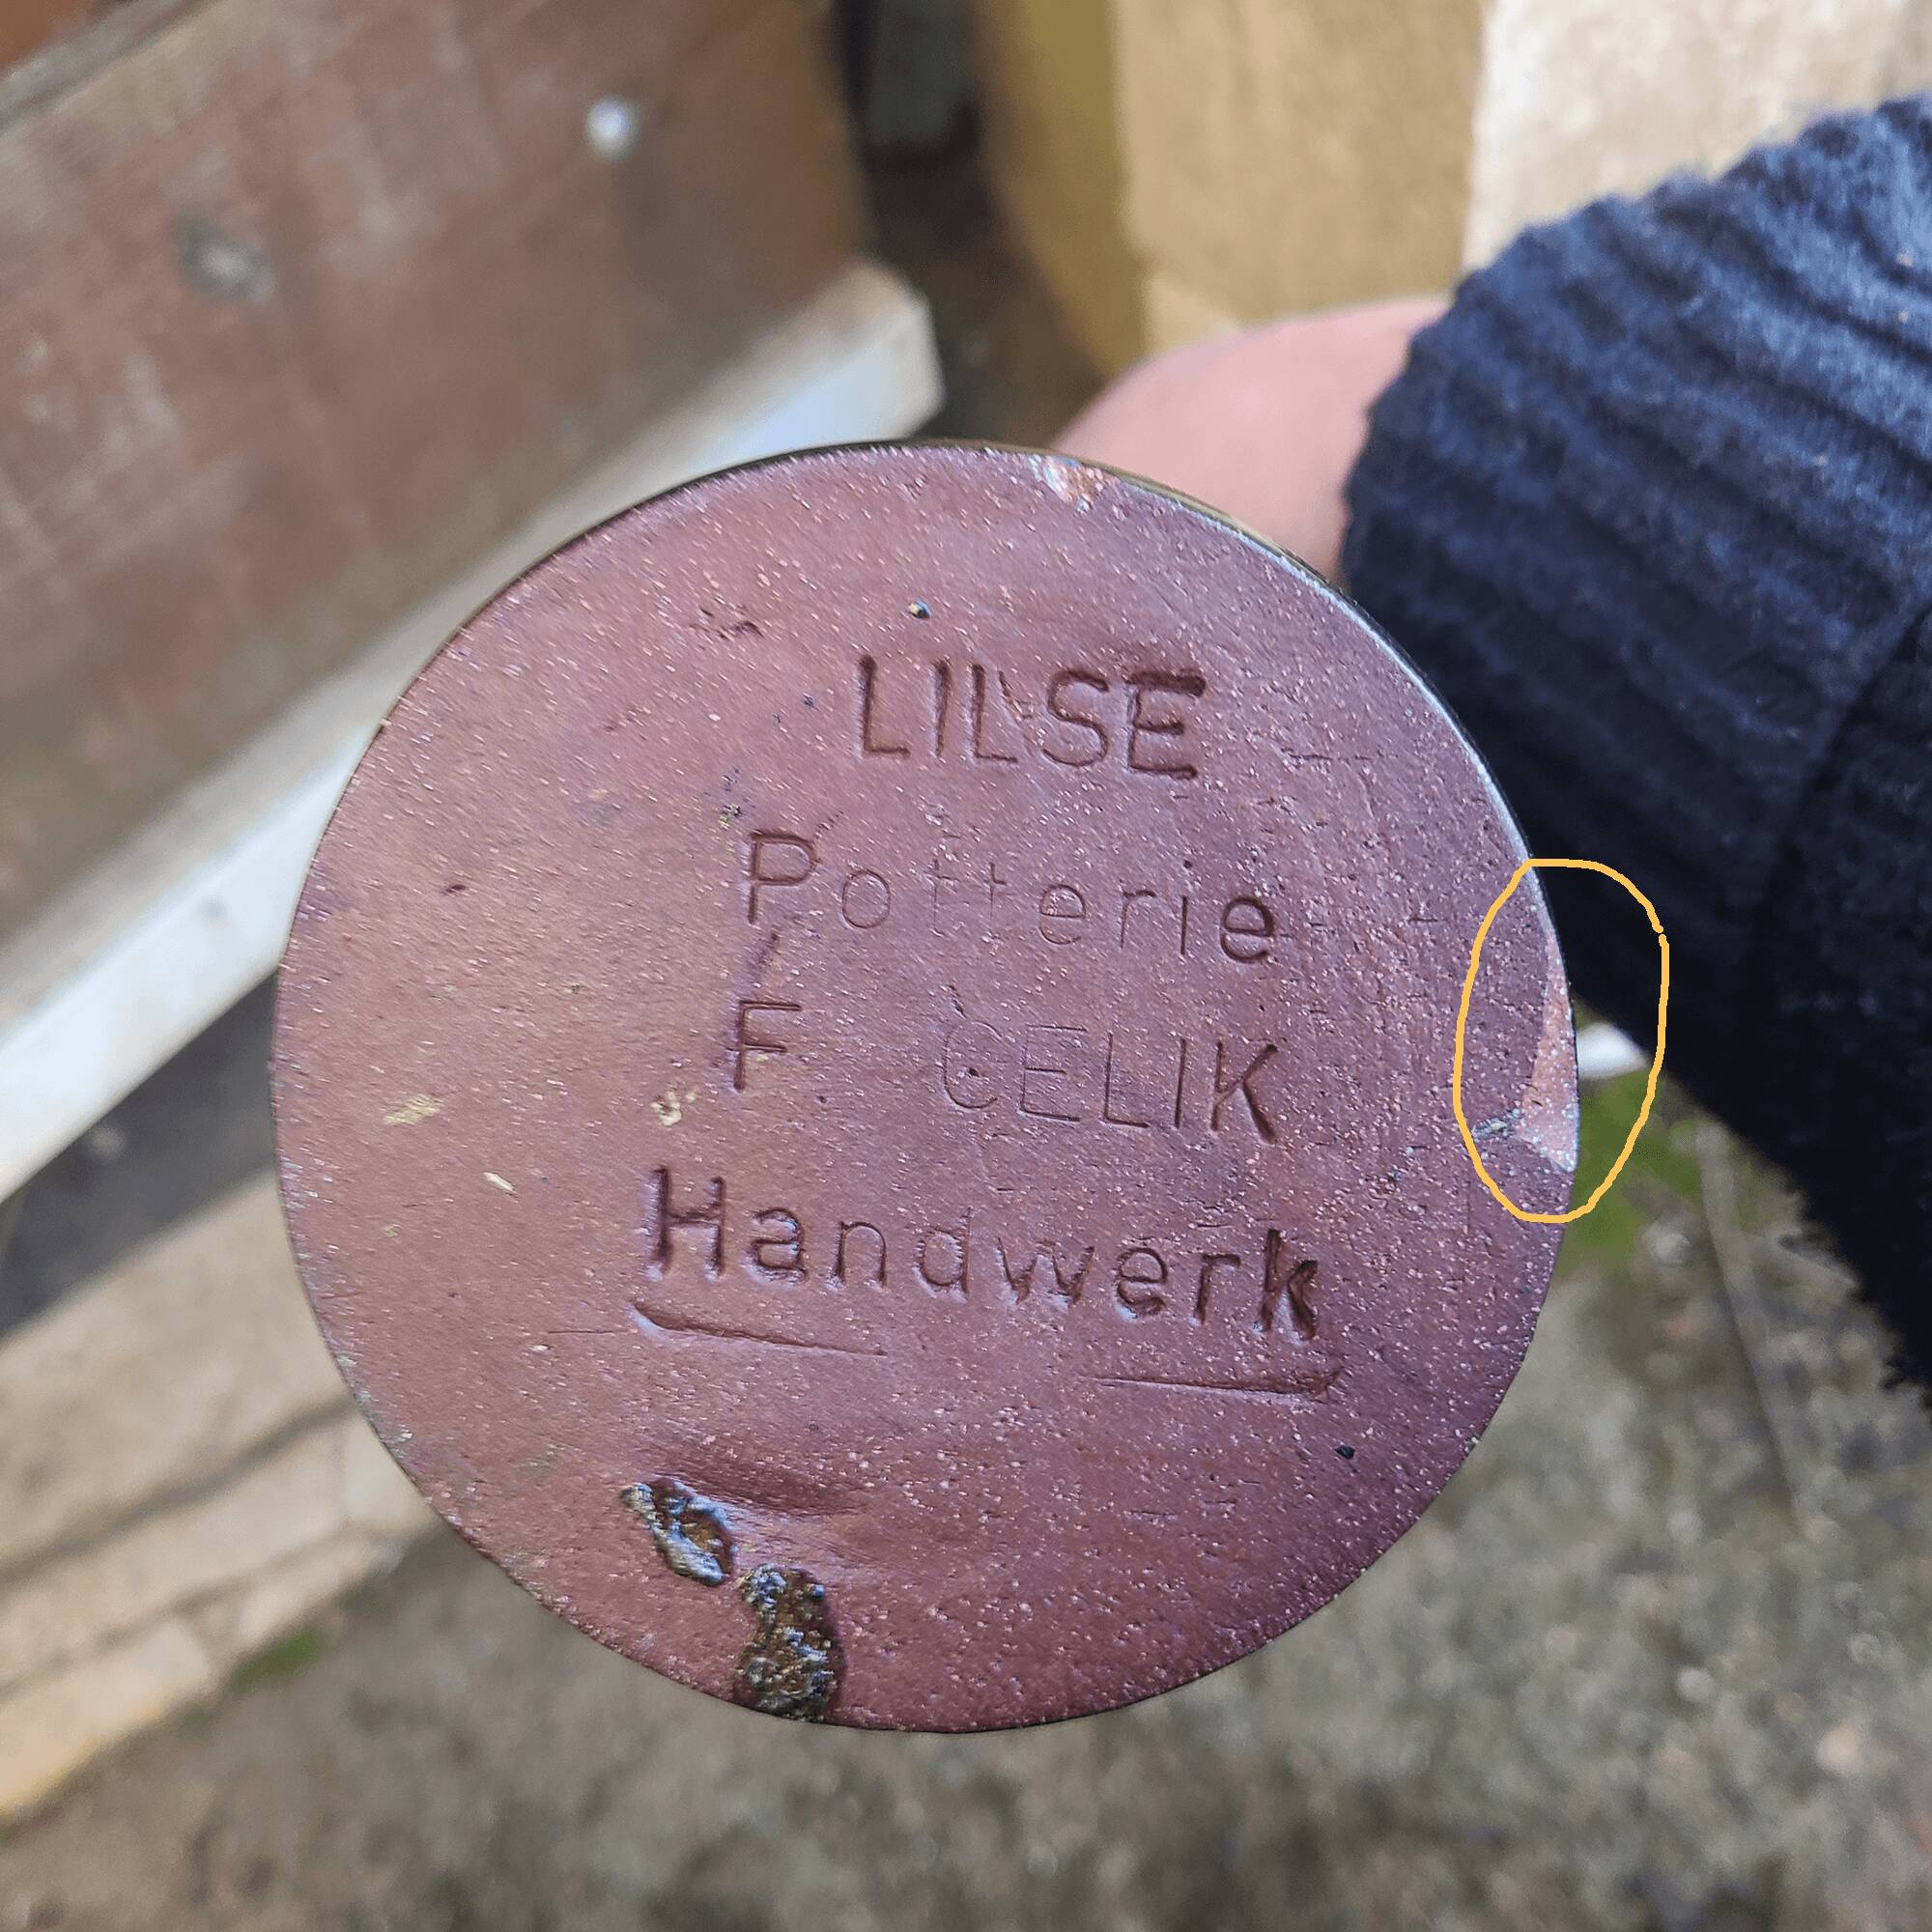 LILSE
Potterie
F CELIK
Handwerk